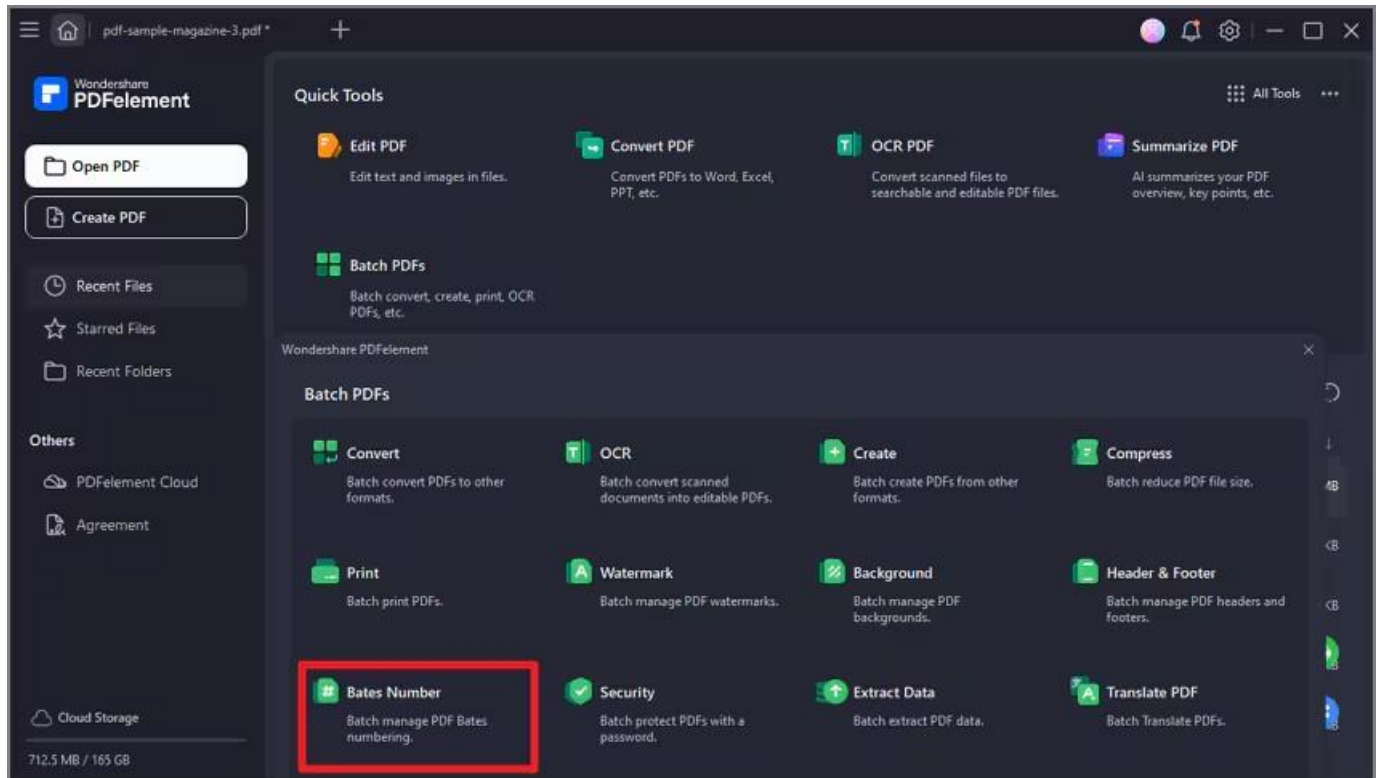 pdf-sample-magazine-3.pdf *
Wondershare
PDFelement
Open PDF
Create PDF
Recent Files
Starred Files
Recent Folders
Others
PDFelement Cloud
Agreement
Cloud Storage
712.5 MB / 165 GB
Quick Tools
All Tools
Edit PDF
Edit text and images in files.
Convert PDF
Convert PDFs to Word, Excel,
PPT, etc.
OCR PDF
Convert scanned files to
searchable and editable PDF files.
Summarize PDF
AI summarizes your PDF
overview, key points, etc.
Batch PDFs
Batch convert, create, print, OCR
PDFs, etc.
Wondershare PDFelement
Batch PDFs
Convert
Batch convert PDFs to other
formats.
OCR
Batch convert scanned
documents into editable PDFs.
Create
Batch create PDFs from other
formats.
Compress
Batch reduce PDF file size.
Print
Batch print PDFs.
Watermark
Batch manage PDF watermarks.
Background
Batch manage PDF
backgrounds.
Header & Footer
Batch manage PDF headers and
footers.
Bates Number
Batch manage PDF Bates
numbering.
Security
Batch protect PDFs with a
password.
Extract Data
Batch extract PDF data.
Translate PDF
Batch Translate PDFs.